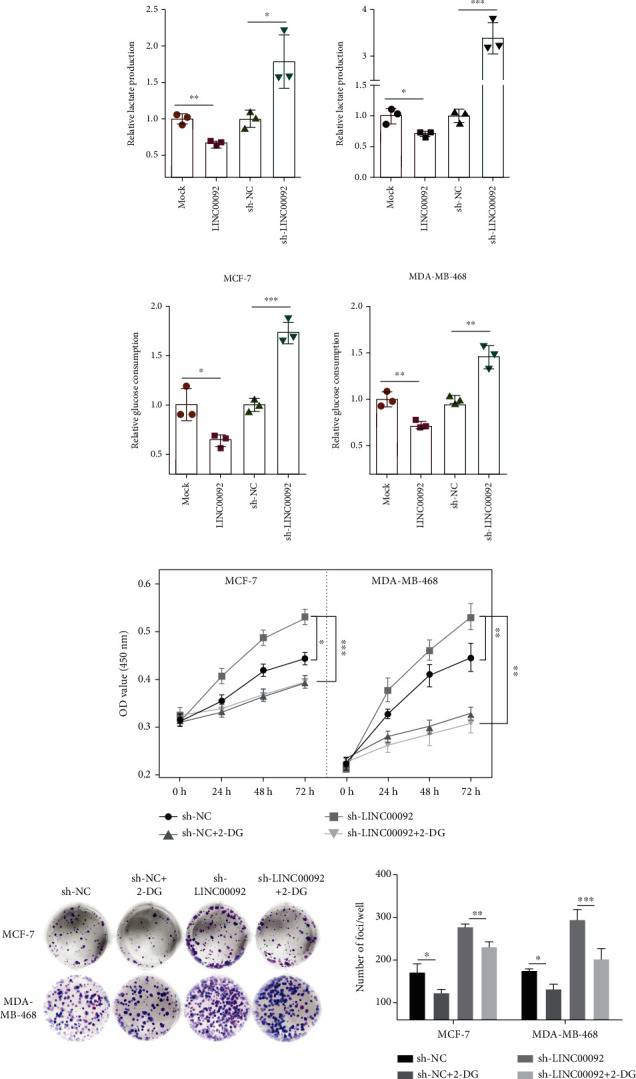 Relative lactate production
2.5
2.0
1.5
1.0
0.5
**
*
Mock
LINC00092
sh-NC
sh-LINC00092
Relative lactate production
4
3
1.5
1.0
0.5
0.0
*
***
Mock
LINC00092
sh-NC
sh-LINC00092
MCF-7
Relative glucose consumption
2.0
1.5
1.0
0.5
*
***
Mock
LINC00092
sh-NC
sh-LINC00092
MDA-MB-468
Relative glucose consumption
2.0
1.5
1.0
0.5
**
**
Mock
LINC00092
sh-NC
sh-LINC00092
OD value (450 nm)
0.6
0.5
0.4
0.3
0.2
MCF-7
MDA-MB-468
*
***
**
**
0 h 24 h 48 h 72 h 0 h 24 h 48 h 72 h
sh-NC
sh-LINC00092
sh-NC+2-DG
sh-LINC00092+2-DG
sh-NC
sh-NC+
2-DG
sh-
LINC00092
sh-LINC00092
+2-DG
MCF-7
MDA-
MB-468
Number of foci/well
400
300
200
100
*
**
*
***
MCF-7
MDA-MB-468
sh-NC
sh-LINC00092
sh-NC+2-DG
sh-LINC00092+2-DG